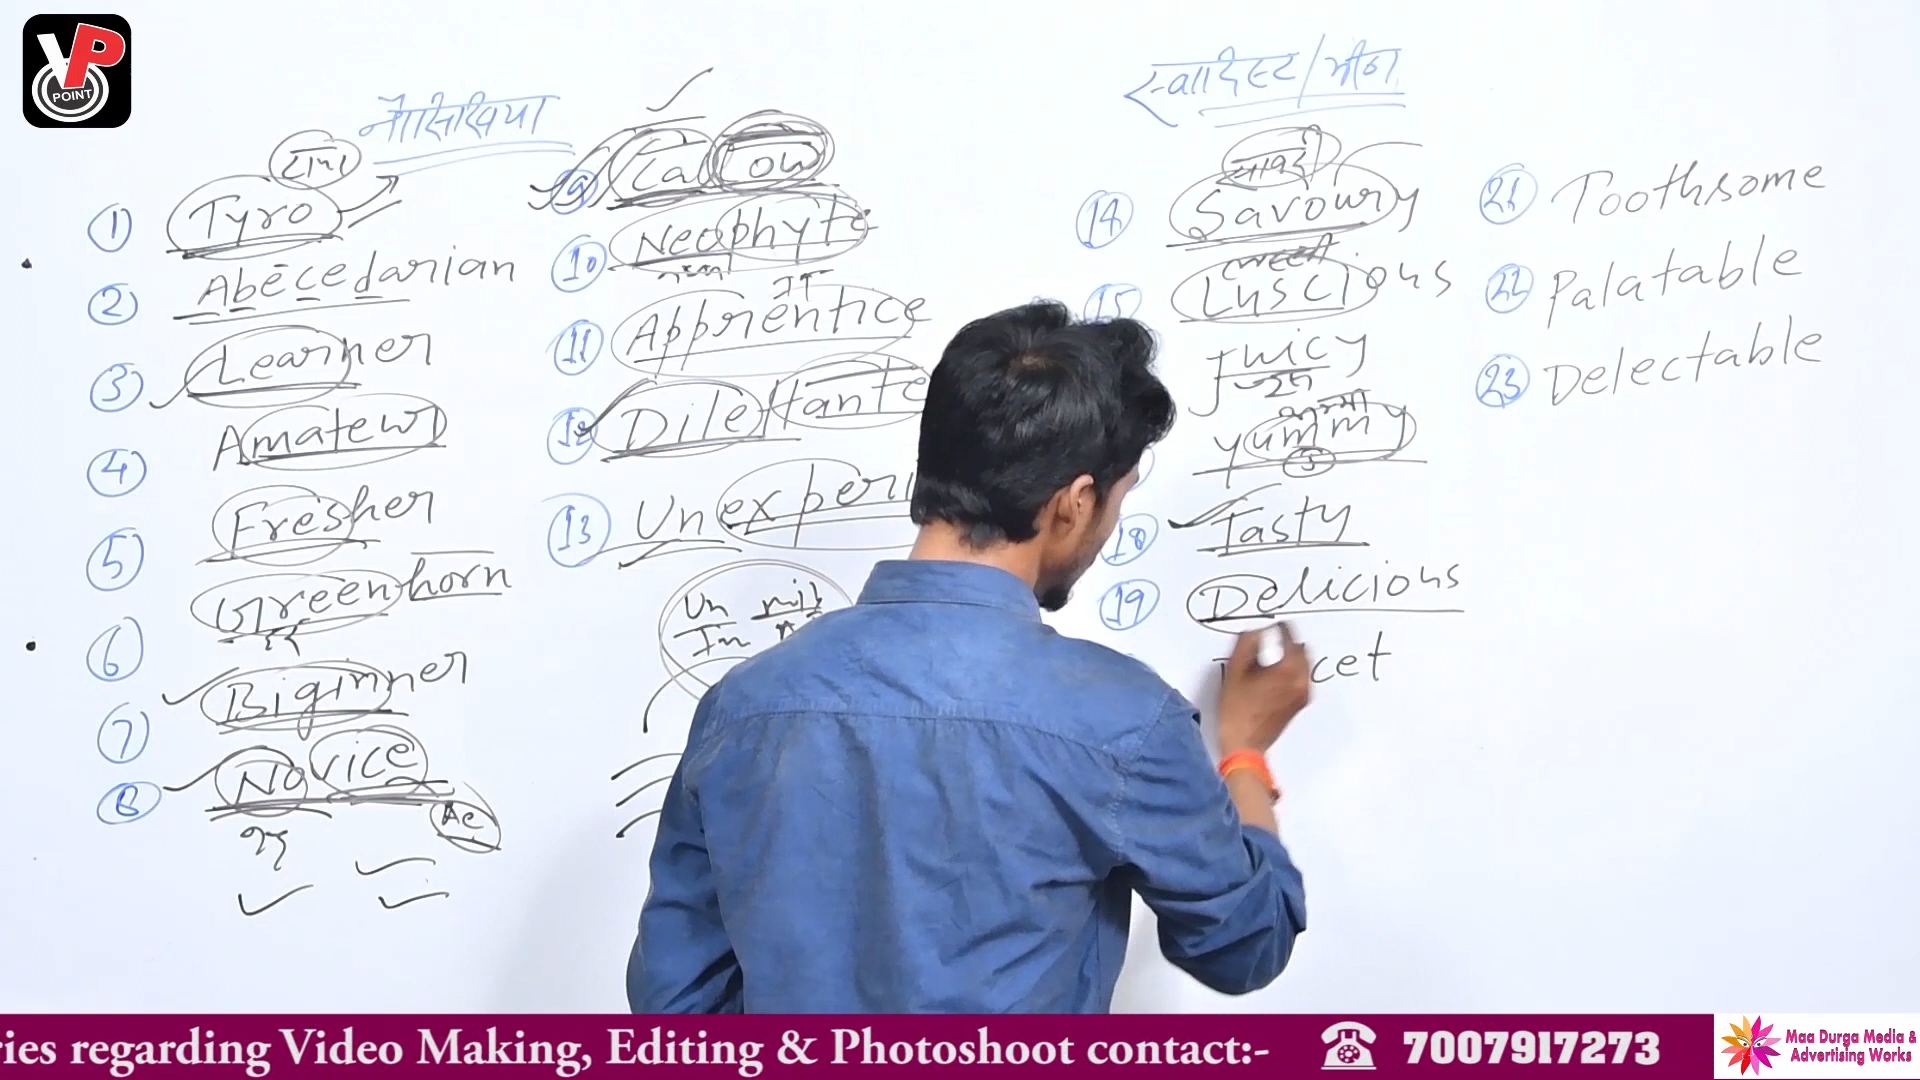 VP
POINT
नौसिखिया
① Tyro
② Abecedarian
③ Learner
④ Amateur
⑤ Fresher
⑥ Greenhorn
⑦ Biginner
⑧ Novice
Ae
⑨ Callow
⑩ Neophyte
⑪ Apprentice
⑫ Dilettante
⑬ Unexperi
Un
Im
स्वादिष्ट/मीठा
⑭ Savoury
⑮ Luscious
Juicy
yummy
⑱ Tasty
⑲ Delicious
cet
㉑ Toothsome
㉒ Palatable
㉓ Delectable
ries regarding Video Making, Editing & Photoshoot contact:- 7007917273
Maa Durga Media &
Advertising Works